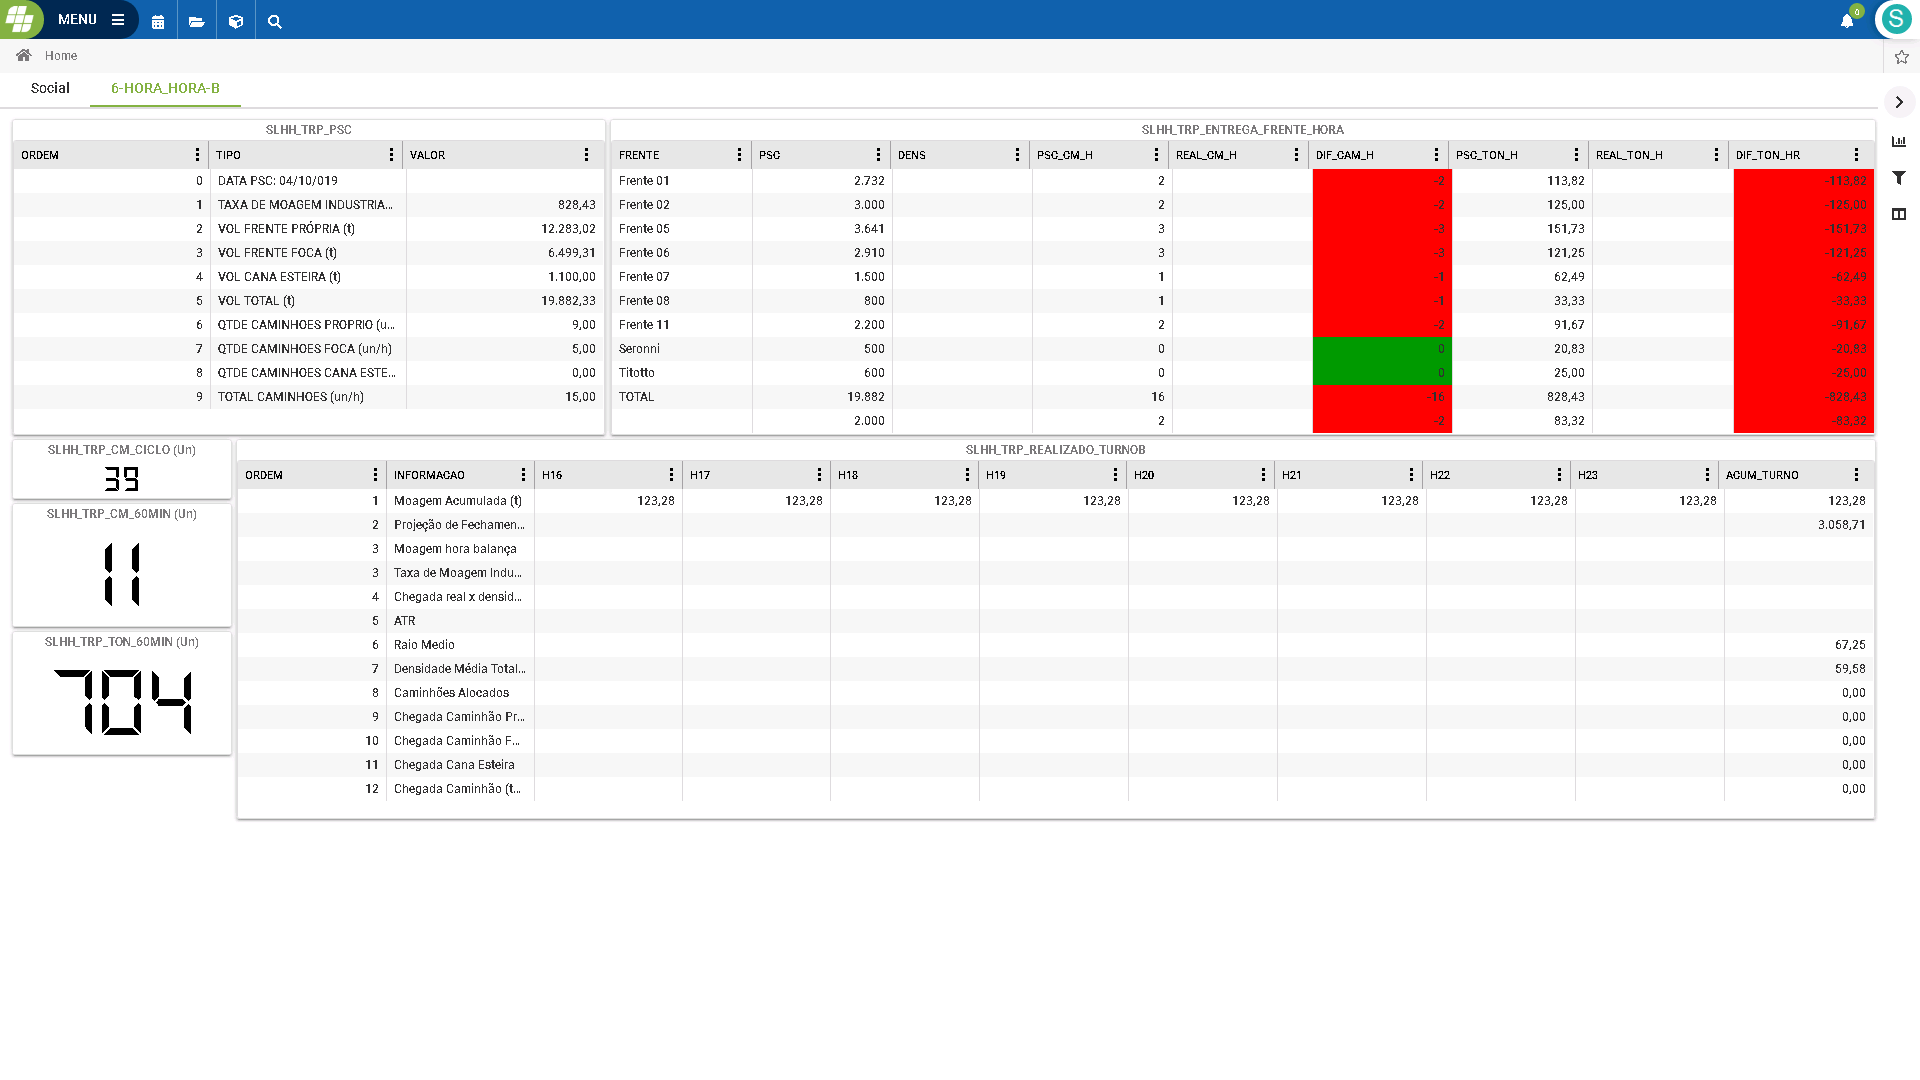 MENU
0
S
Home
Social
6-HORA_HORA-B
SLHH_TRP_PSC
ORDEM TIPO VALOR
0 DATA PSC: 04/10/019
1 TAXA DE MOAGEM INDUSTRIA... 828,43
2 VOL FRENTE PRÓPRIA (t) 12.283,02
3 VOL FRENTE FOCA (t) 6.499,31
4 VOL CANA ESTEIRA (t) 1.100,00
5 VOL TOTAL (t) 19.882,33
6 QTDE CAMINHOES PROPRIO (u... 9,00
7 QTDE CAMINHOES FOCA (un/h) 5,00
8 QTDE CAMINHOES CANA ESTE... 0,00
9 TOTAL CAMINHOES (un/h) 15,00
SLHH_TRP_ENTREGA_FRENTE_HORA
FRENTE PSC DENS PSC_CM_H REAL_CM_H DIF_CAM_H PSC_TON_H REAL_TON_H DIF_TON_HR
Frente 01 2.732 2 -2 113,82 -113,82
Frente 02 3.000 2 -2 125,00 -125,00
Frente 05 3.641 3 -3 151,73 -151,73
Frente 06 2.910 3 -3 121,25 -121,25
Frente 07 1.500 1 -1 62,49 -62,49
Frente 08 800 1 -1 33,33 -33,33
Frente 11 2.200 2 -2 91,67 -91,67
Seronni 500 0 0 20,83 -20,83
Titotto 600 0 0 25,00 -25,00
TOTAL 19.882 16 -16 828,43 -828,43
2.000 2 2 83,32 -83,32
SLHH_TRP_CM_CICLO (Un)
39
SLHH_TRP_CM_60MIN (Un)
11
SLHH_TRP_TON_60MIN (Un)
704
SLHH_TRP_REALIZADO_TURNOB
ORDEM INFORMACAO H16 H17 H18 H19 H20 H21 H22 H23 ACUM_TURNO
1 Moagem Acumulada (t) 123,28 123,28 123,28 123,28 123,28 123,28 123,28 123,28 123,28
2 Projeção de Fechamen... 3.058,71
3 Moagem hora balança
3 Taxa de Moagem Indu...
4 Chegada real x densid...
5 ATR
6 Raio Medio 67,25
7 Densidade Média Total... 59,58
8 Caminhões Alocados 0,00
9 Chegada Caminhão Pr... 0,00
10 Chegada Caminhão F... 0,00
11 Chegada Cana Esteira 0,00
12 Chegada Caminhão (t... 0,00